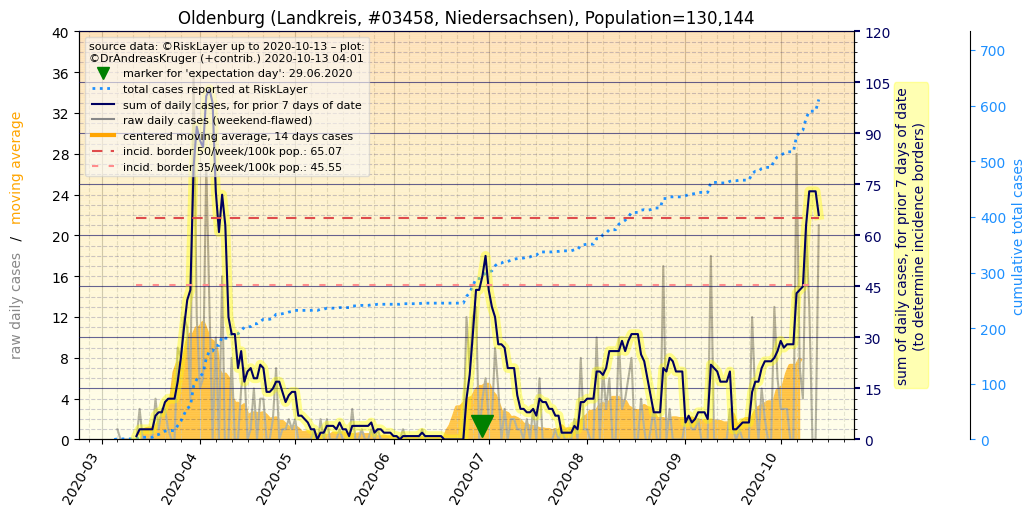 Oldenburg (Landkreis, #03458, Niedersachsen), Population=130,144
source data: ©RiskLayer up to 2020-10-13 – plot:
©DrAndreasKruger (+contrib.) 2020-10-13 04:01
marker for 'expectation day': 29.06.2020
total cases reported at RiskLayer
sum of daily cases, for prior 7 days of date
raw daily cases (weekend-flawed)
centered moving average, 14 days cases
incid. border 50/week/100k pop.: 65.07
incid. border 35/week/100k pop.: 45.55
raw daily cases / moving average
40
36
32
28
24
20
16
12
8
4
0
120
105
90
75
60
45
30
15
0
sum of daily cases, for prior 7 days of date
(to determine incidence borders)
700
600
500
400
300
200
100
0
cumulative total cases
2020-03
2020-04
2020-05
2020-06
2020-07
2020-08
2020-09
2020-10